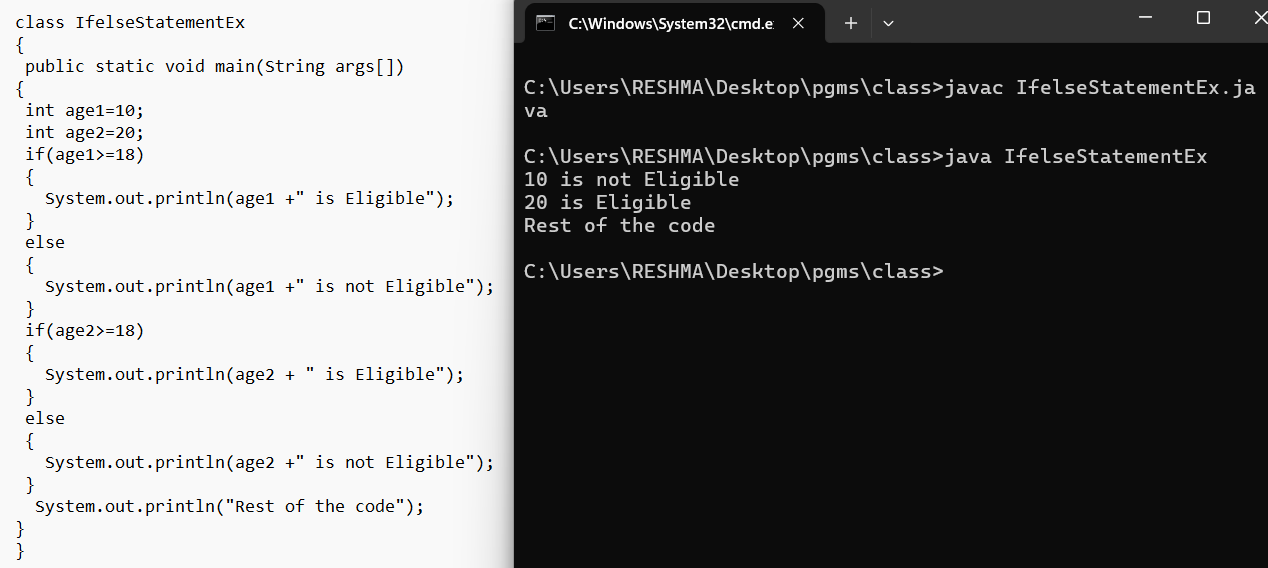 class IfelseStatementEx
{
public static void main(String args[])
{
int age1=10;
int age2=20;
if(age1>=18)
{
System.out.println(age1 +" is Eligible");
}
else
{
System.out.println(age1 +" is not Eligible");
}
if(age2>=18)
{
System.out.println(age2 + " is Eligible");
}
else
{
System.out.println(age2 +" is not Eligible");
}
System.out.println("Rest of the code");
}
}
C:\Windows\System32\cmd.e
C:\Users\RESHMA\Desktop\pgms\class>javac IfelseStatementEx.ja
va
C:\Users\RESHMA\Desktop\pgms\class>java IfelseStatementEx
10 is not Eligible
20 is Eligible
Rest of the code
C:\Users\RESHMA\Desktop\pgms\class>